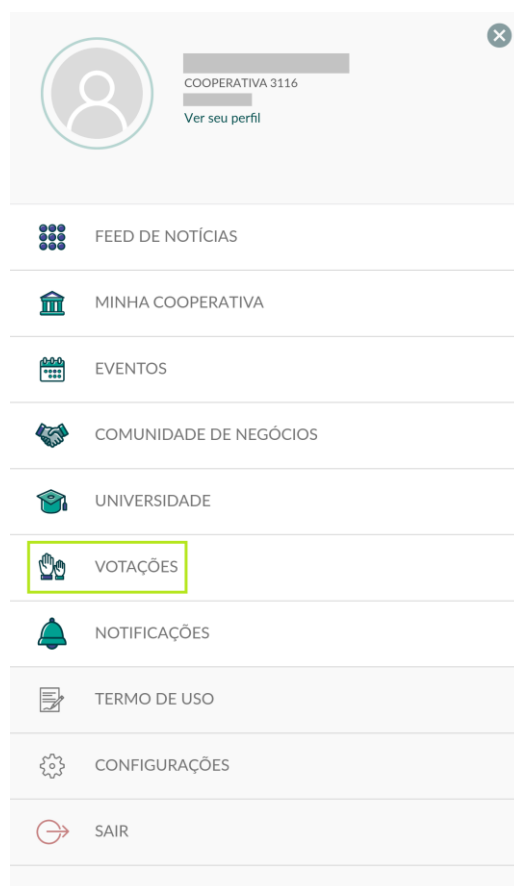 COOPERATIVA 3116
Ver seu perfil
FEED DE NOTÍCIAS
MINHA COOPERATIVA
EVENTOS
COMUNIDADE DE NEGÓCIOS
UNIVERSIDADE
VOTAÇÕES
NOTIFICAÇÕES
TERMO DE USO
CONFIGURAÇÕES
SAIR